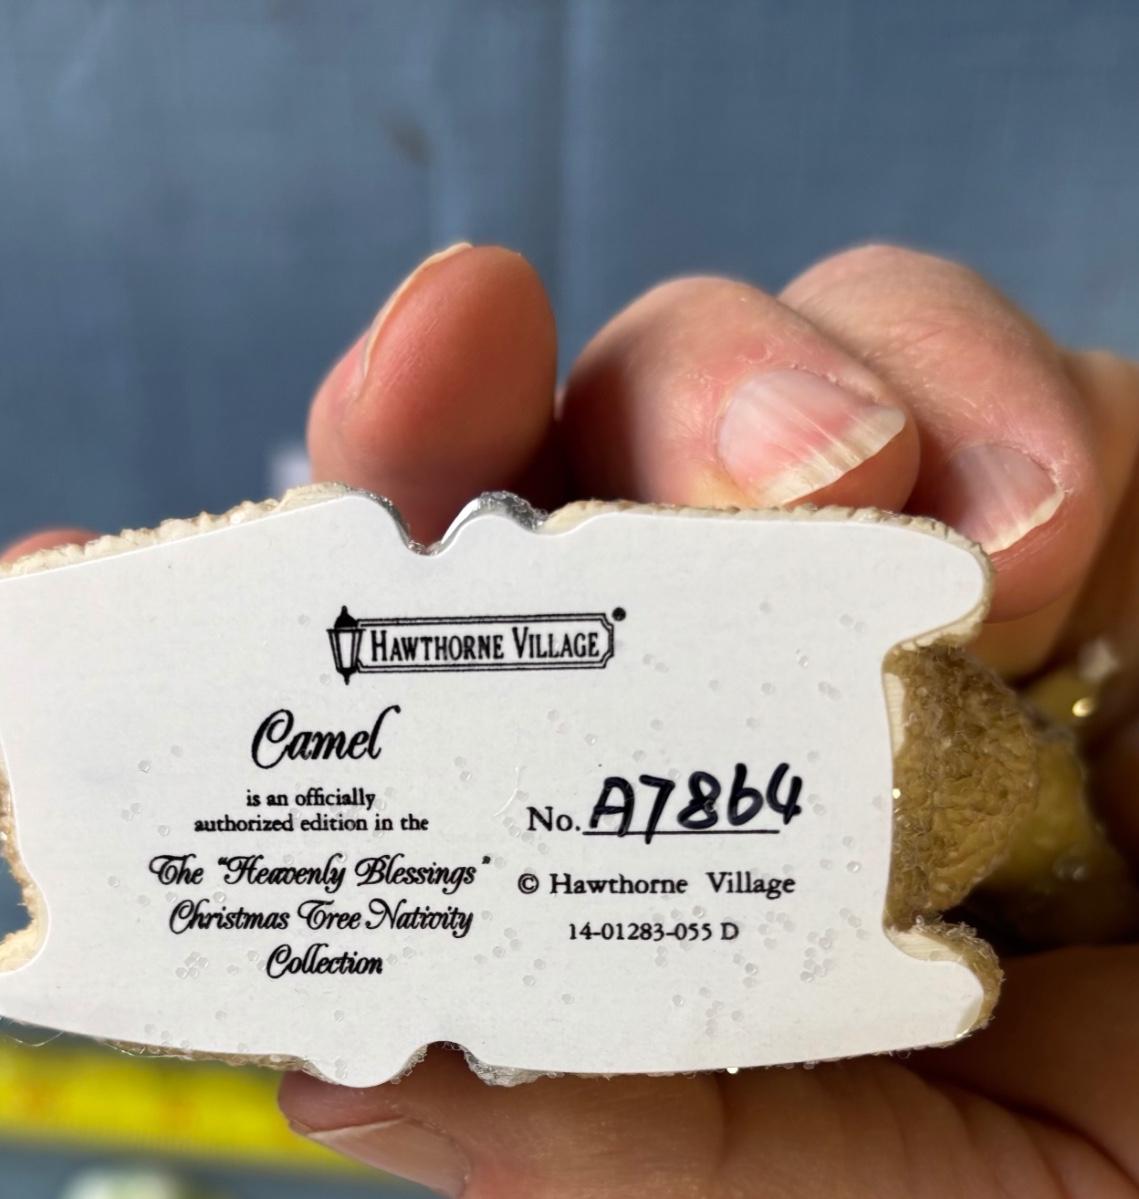 HAWTHORNE VILLAGE
Camel
is an officially
authorized edition in the
The "Heavenly Blessings"
Christmas Tree Nativity
Collection
No. A7864
© Hawthorne Village
14-01283-055 D